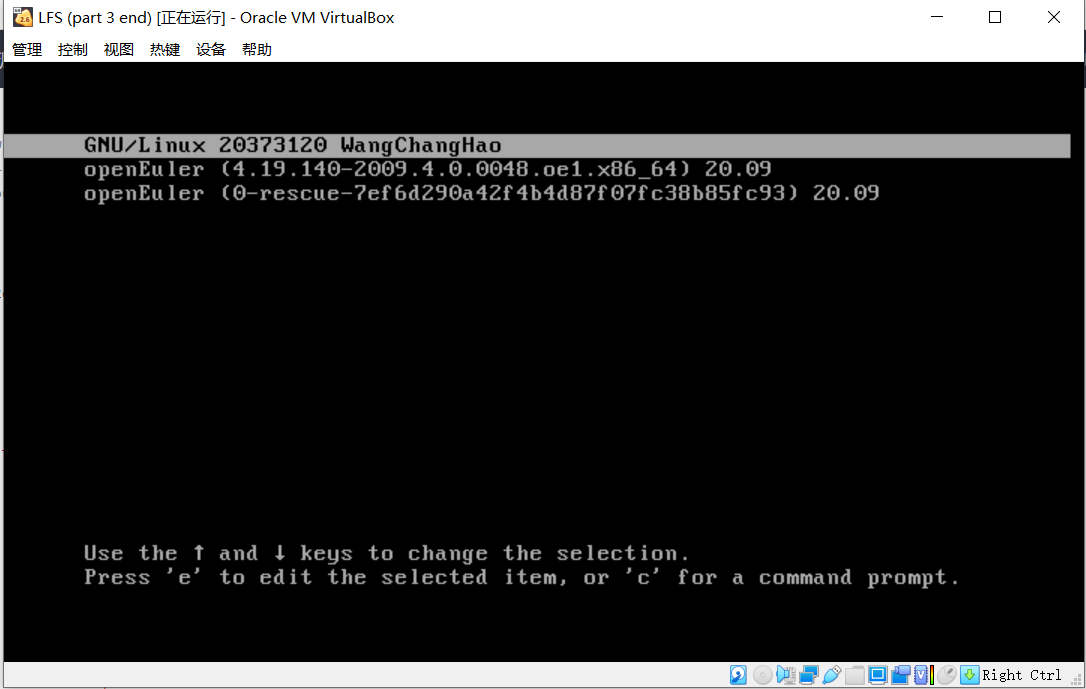 LFS (part 3 end) [正在运行] - Oracle VM VirtualBox
管理 控制 视图 热键 设备 帮助
GNU/Linux 20373120 WangChangHao
openEuler (4.19.140-2009.4.0.0048.oe1.x86_64) 20.09
openEuler (0-rescue-7ef6d290a42f4b4d87f07fc38b85fc93) 20.09
Use the ↑ and ↓ keys to change the selection.
Press 'e' to edit the selected item, or 'c' for a command prompt.
Right Ctrl